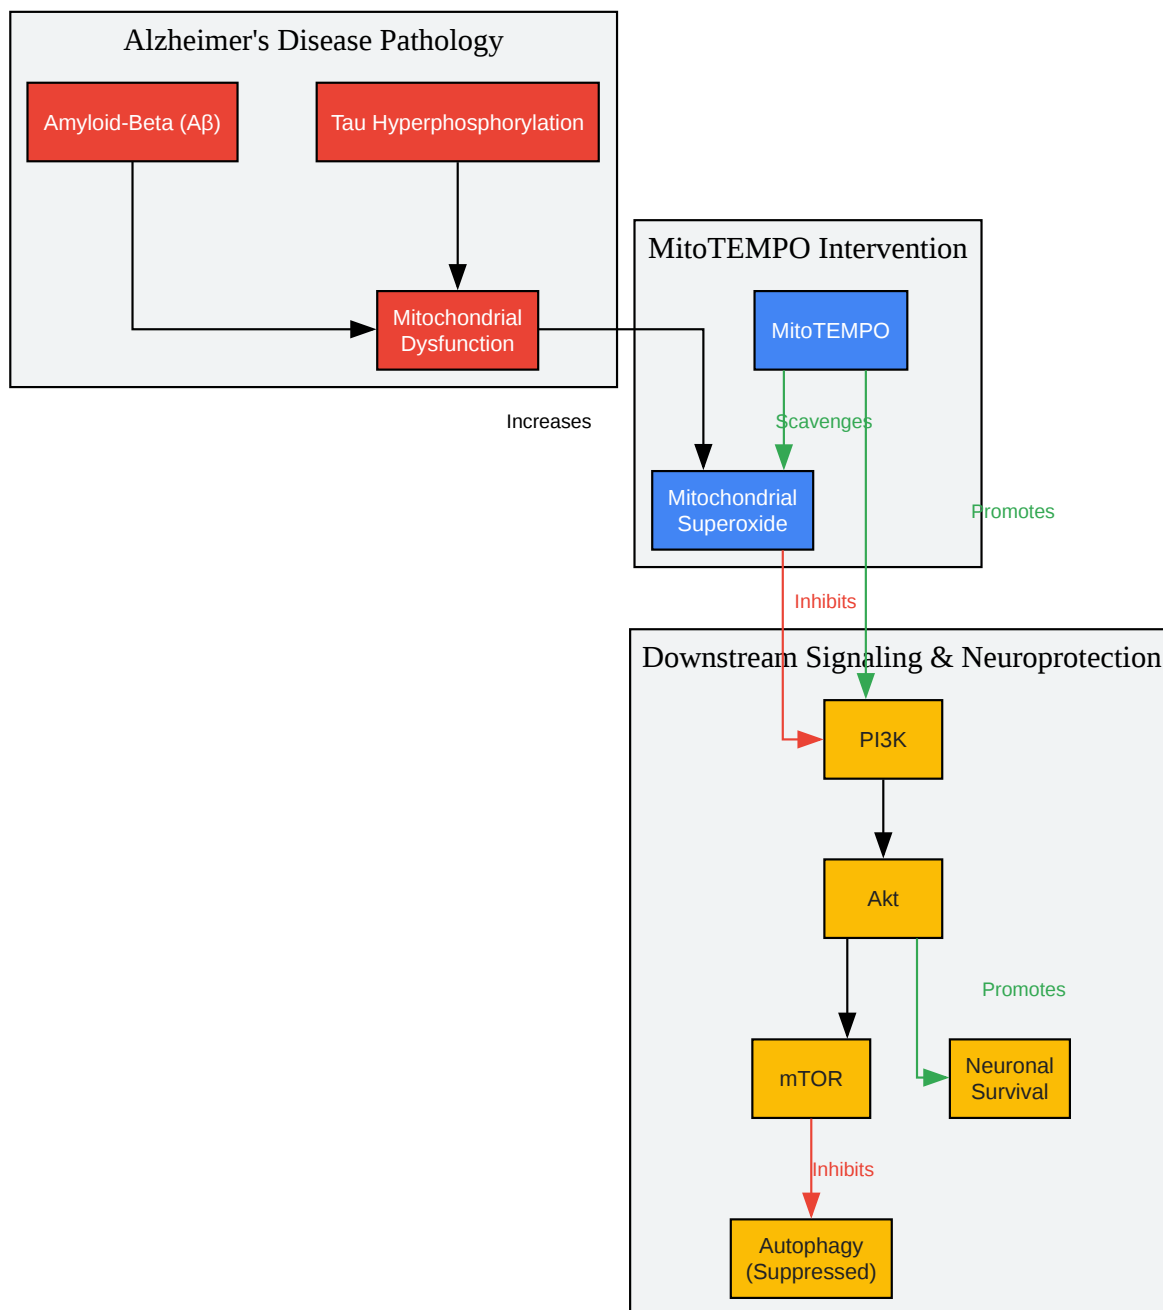 Alzheimer's Disease Pathology
Amyloid-Beta (Aβ)
Tau Hyperphosphorylation
Mitochondrial
Dysfunction
Increases
MitoTEMPO Intervention
MitoTEMPO
Scavenges
Mitochondrial
Superoxide
Promotes
Inhibits
Downstream Signaling & Neuroprotection
PI3K
Akt
Promotes
mTOR
Neuronal
Survival
Inhibits
Autophagy
(Suppressed)